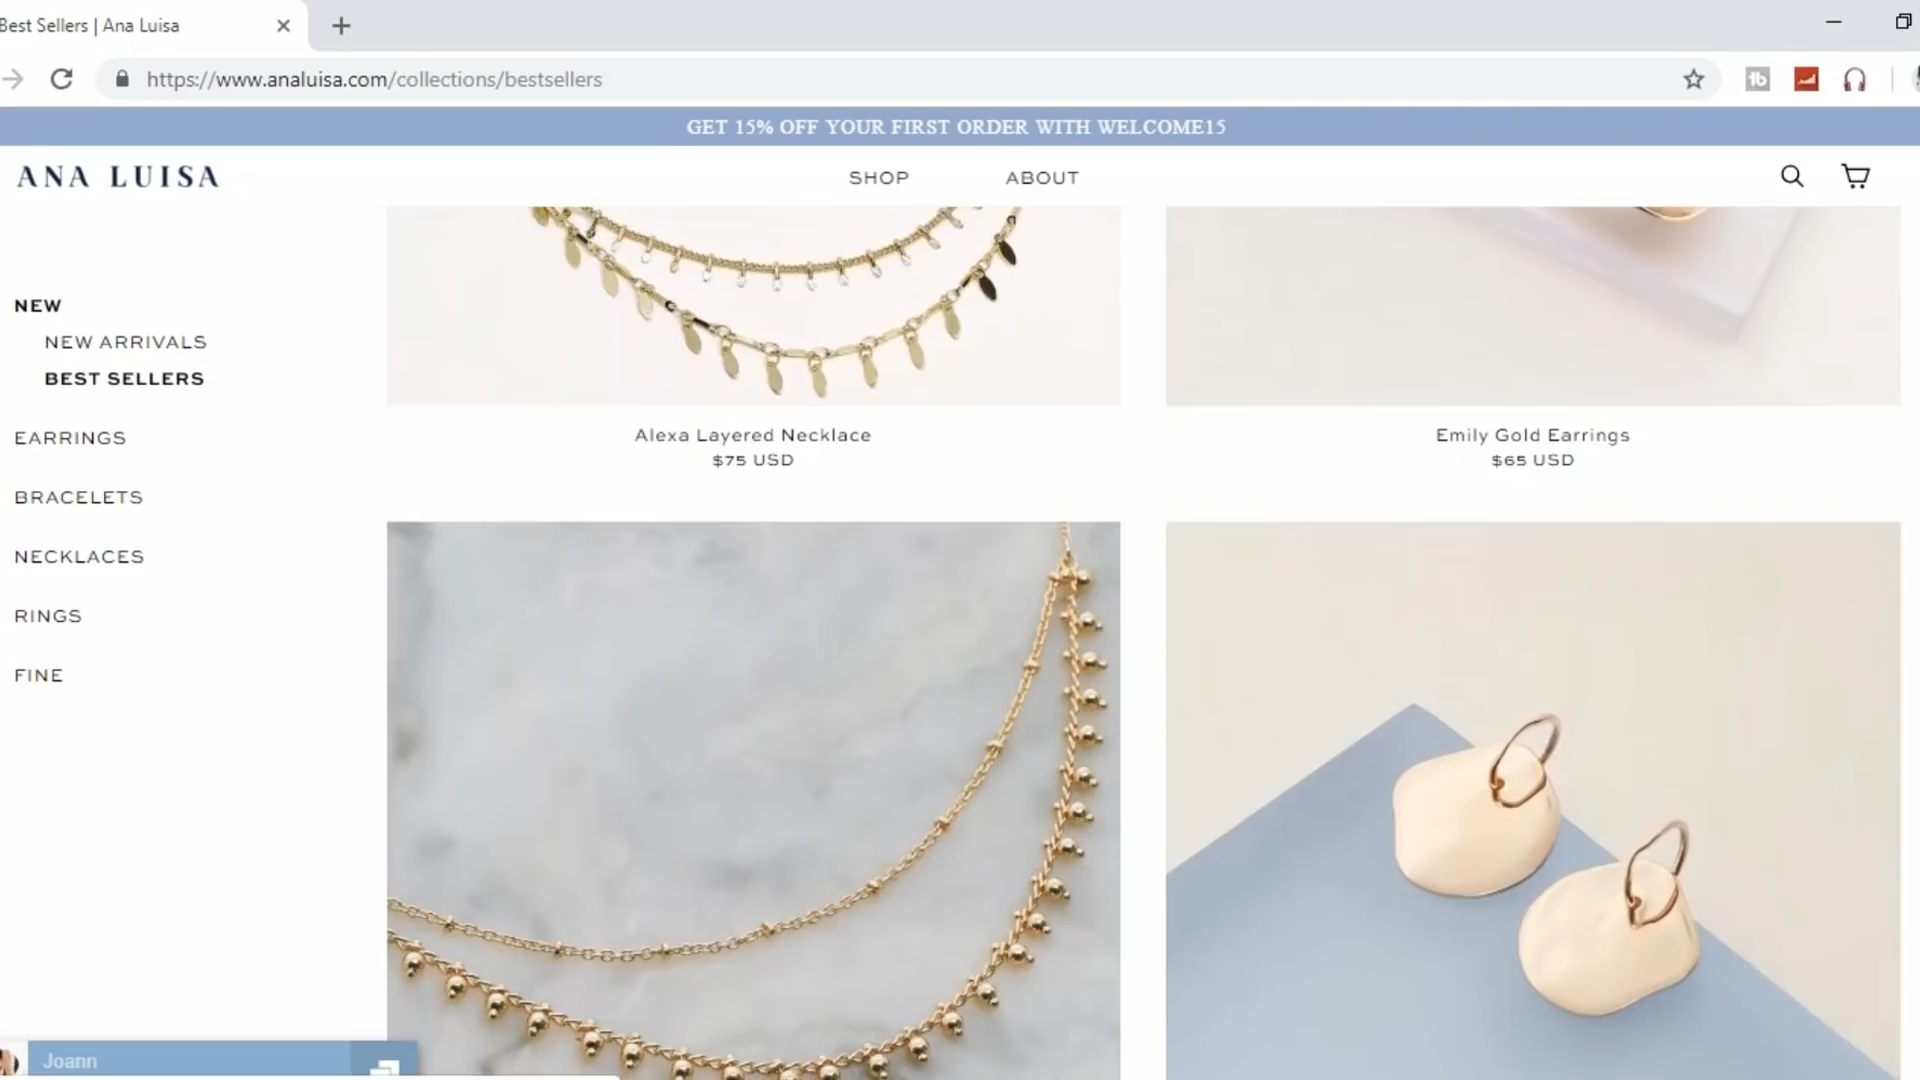 Best Sellers | Ana Luisa
https://www.analuisa.com/collections/bestsellers
GET 15% OFF YOUR FIRST ORDER WITH WELCOME15
ANA LUISA
SHOP
ABOUT
NEW
NEW ARRIVALS
BEST SELLERS
EARRINGS
BRACELETS
NECKLACES
RINGS
FINE
Alexa Layered Necklace
$75 USD
Emily Gold Earrings
$65 USD
Joann